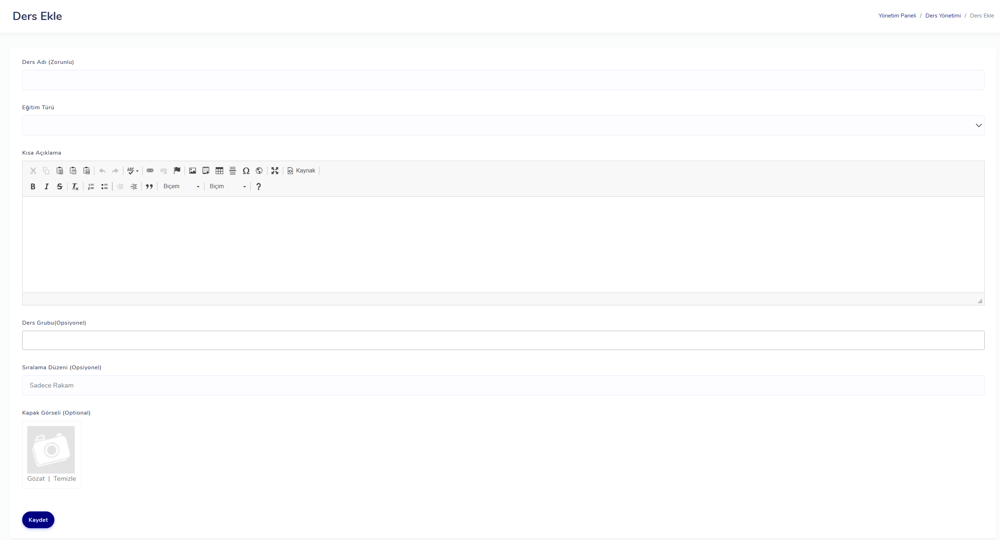 Ders Ekle
Yönetim Paneli / Ders Yönetimi / Ders Ekle
Ders Adı (Zorunlu)
Eğitim Türü
Kısa Açıklama
ABC Kaynak
B I S Tx Biçem Biçim ?
Ders Grubu(Opsiyonel)
Sıralama Düzeni (Opsiyonel)
Sadece Rakam
Kapak Görseli (Optional)
Gözat | Temizle
Kaydet